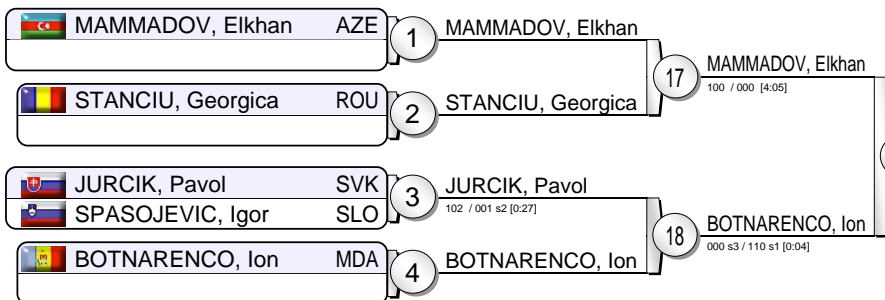 MAMMADOV, Elkhan AZE
1
MAMMADOV, Elkhan
17
MAMMADOV, Elkhan
100 / 000 [4:05]
STANCIU, Georgica ROU
2
STANCIU, Georgica
JURCIK, Pavol SVK
SPASOJEVIC, Igor SLO
3
JURCIK, Pavol
102 / 001 s2 [0:27]
18
BOTNARENCO, Ion
000 s3 / 110 s1 [0:04]
BOTNARENCO, Ion MDA
4
BOTNARENCO, Ion